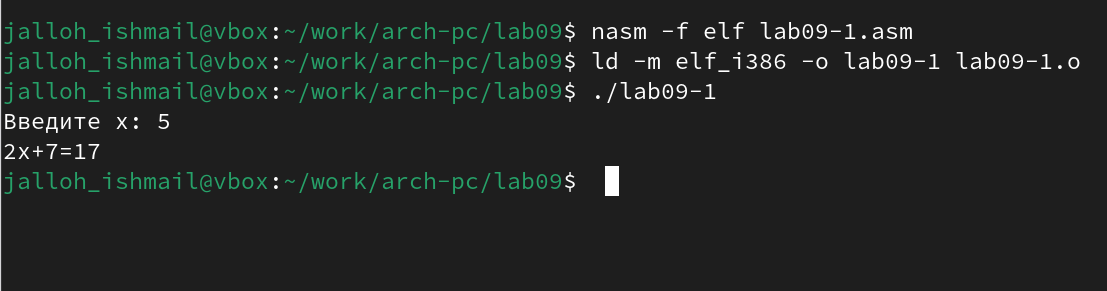 jalloh_ishmail@vbox:~/work/arch-pc/lab09$ nasm -f elf lab09-1.asm
jalloh_ishmail@vbox:~/work/arch-pc/lab09$ ld -m elf_i386 -o lab09-1 lab09-1.o
jalloh_ishmail@vbox:~/work/arch-pc/lab09$ ./lab09-1
Введите x: 5
2x+7=17
jalloh_ishmail@vbox:~/work/arch-pc/lab09$